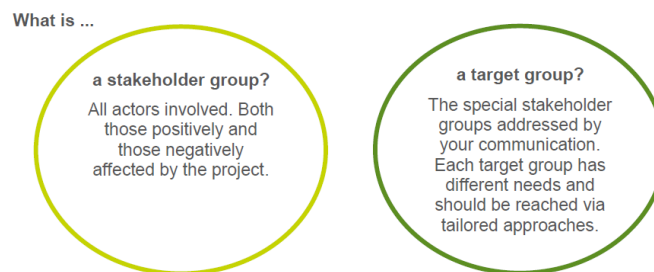 What is ...
a stakeholder group?
All actors involved. Both
those positively and
those negatively
affected by the project.
a target group?
The special stakeholder
groups addressed by
your communication.
Each target group has
different needs and
should be reached via
tailored approaches.